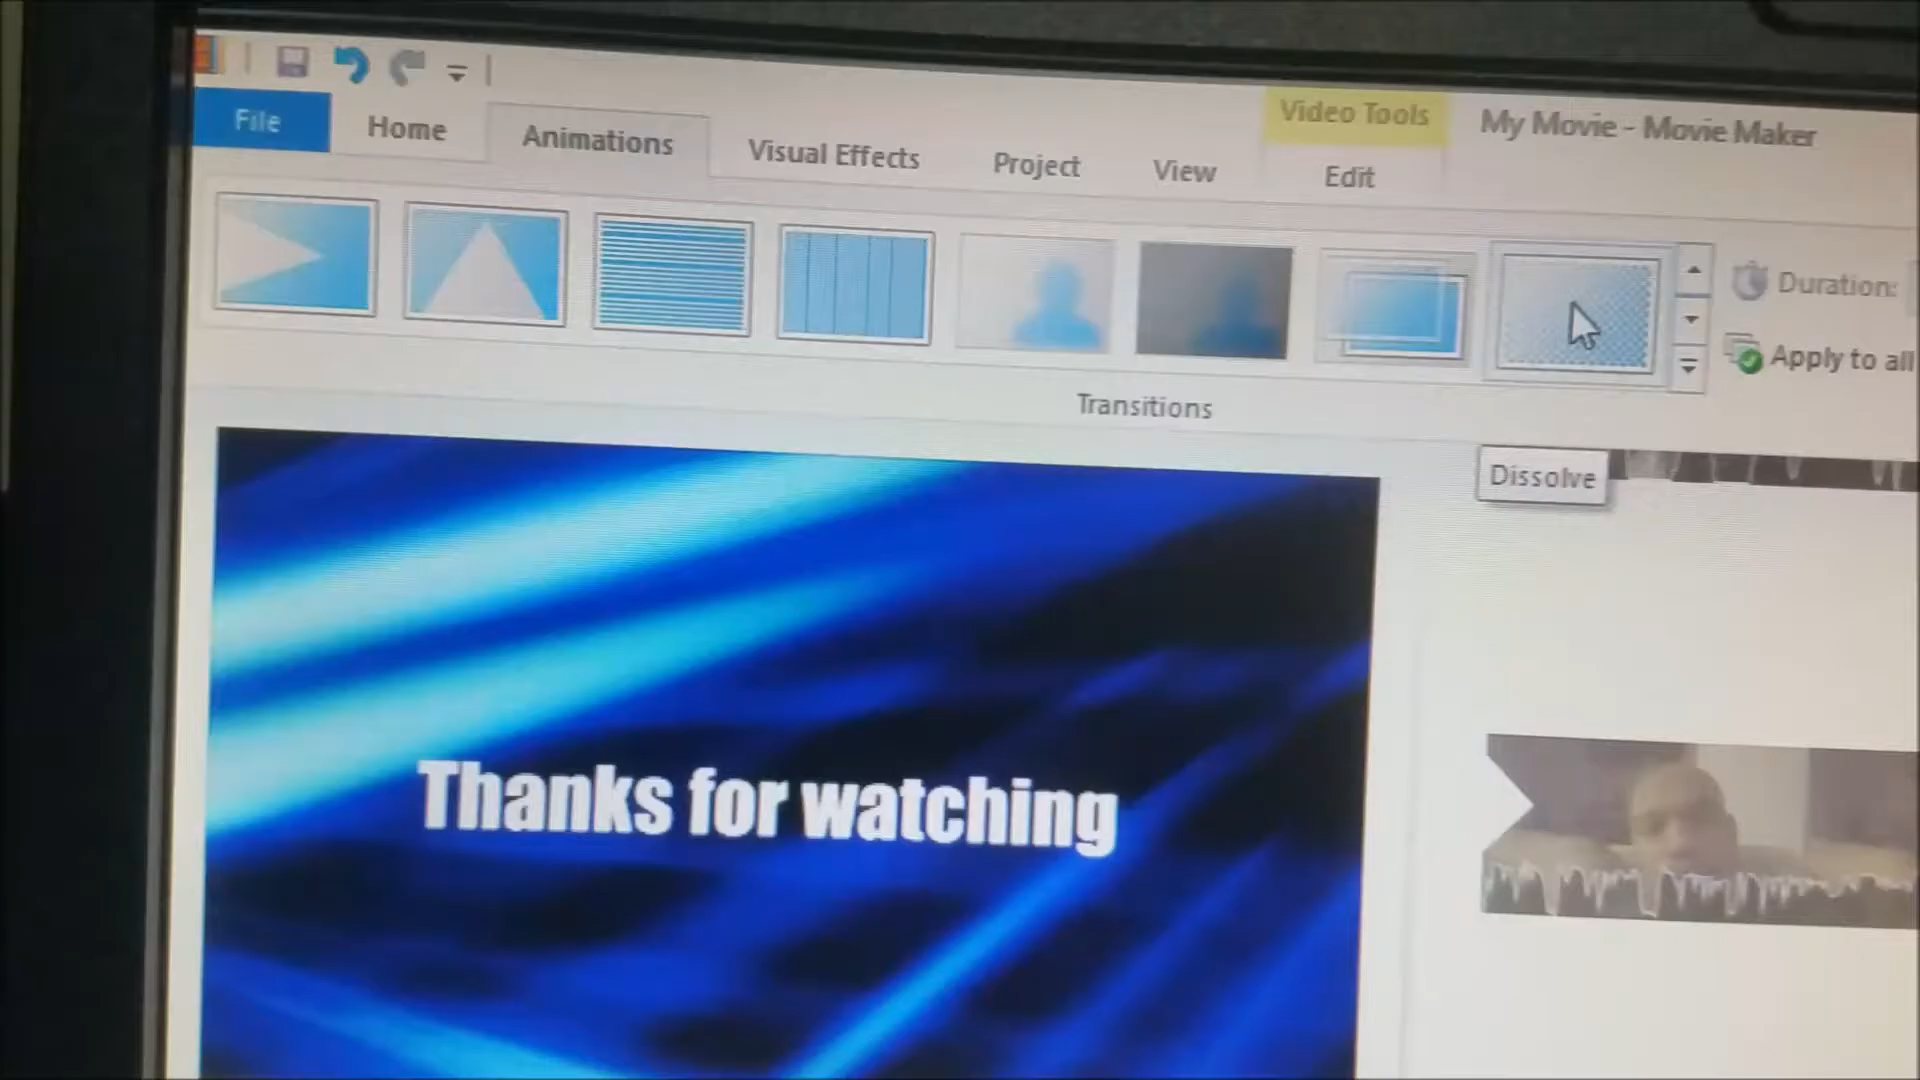 Video Tools
My Movie - Movie Maker
File
Home
Animations
Visual Effects
Project
View
Edit
Duration:
Apply to all
Transitions
Dissolve
Thanks for watching